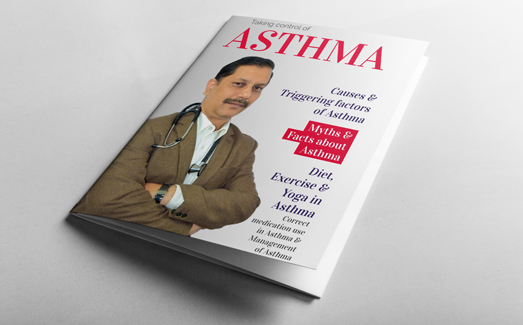 Taking control of
ASTHMA
Causes &
Triggering factors
of Asthma
Myths &
Facts about
Asthma
Diet,
Exercise &
Yoga in
Asthma
Correct
medication use
in Asthma &
Management
of Asthma